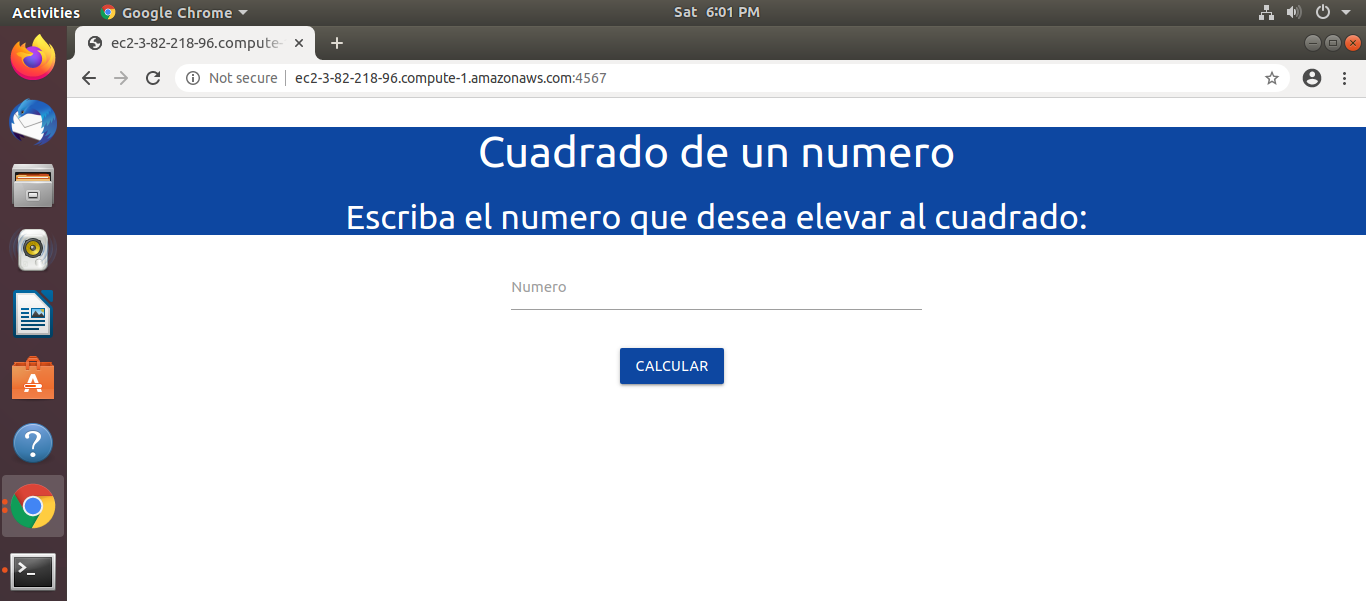 Activities Google Chrome Sat 6:01 PM
ec2-3-82-218-96.compute-
Not secure ec2-3-82-218-96.compute-1.amazonaws.com:4567
Cuadrado de un numero
Escriba el numero que desea elevar al cuadrado:
Numero
CALCULAR